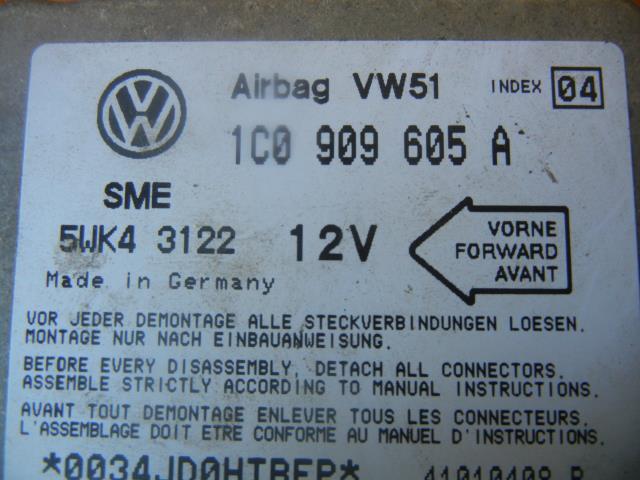 Airbag VW51 INDEX 04
1C0 909 605 A
SME
5WK4 3122 12V
VORNE
FORWARD
AVANT
Made in Germany
VOR JEDER DEMONTAGE ALLE STECKVERBINDUNGEN LOESEN.
MONTAGE NUR NACH EINBAUANWEISUNG.
BEFORE EVERY DISASSEMBLY, DETACH ALL CONNECTORS.
ASSEMBLE STRICTLY ACCORDING TO MANUAL INSTRUCTIONS.
AVANT TOUT DEMONTAGE ENLEVER TOUS LES CONNECTEURS.
L'ASSEMBLAGE DOIT ETRE CONFORME AU MANUEL D'INSTRUCTIONS.
*0034JD0HTBFP*